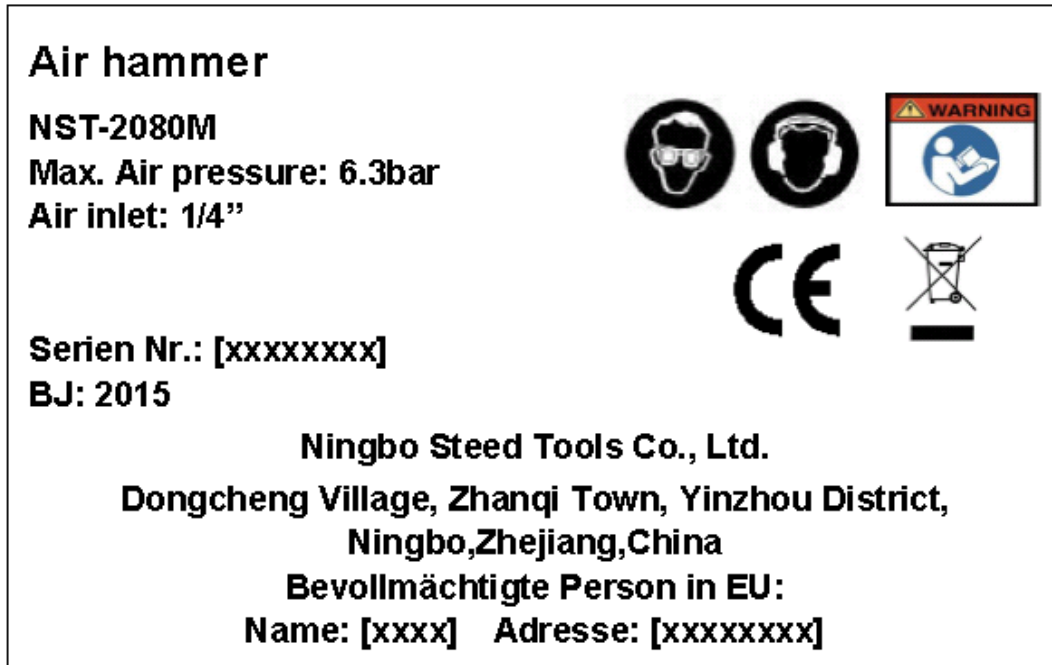 Air hammer
NST-2080M
Max. Air pressure: 6.3bar
Air inlet: 1/4”
WARNING
CE
Serien Nr.: [xxxxxxxx]
BJ: 2015
Ningbo Steed Tools Co., Ltd.
Dongcheng Village, Zhanqi Town, Yinzhou District,
Ningbo,Zhejiang,China
Bevollmächtigte Person in EU:
Name: [xxxx] Adresse: [xxxxxxxx]